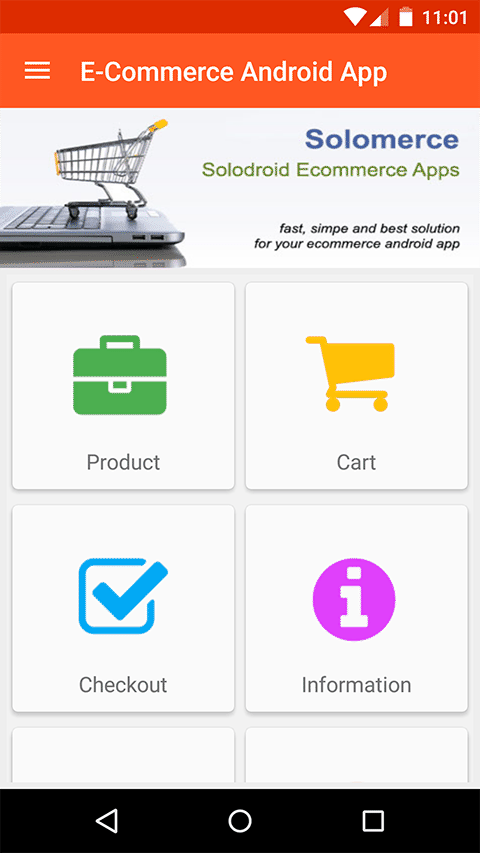 11:01
E-Commerce Android App
Solomerce
Solodroid Ecommerce Apps
fast, simpe and best solution
for your ecommerce android app
Product
Cart
Checkout
Information